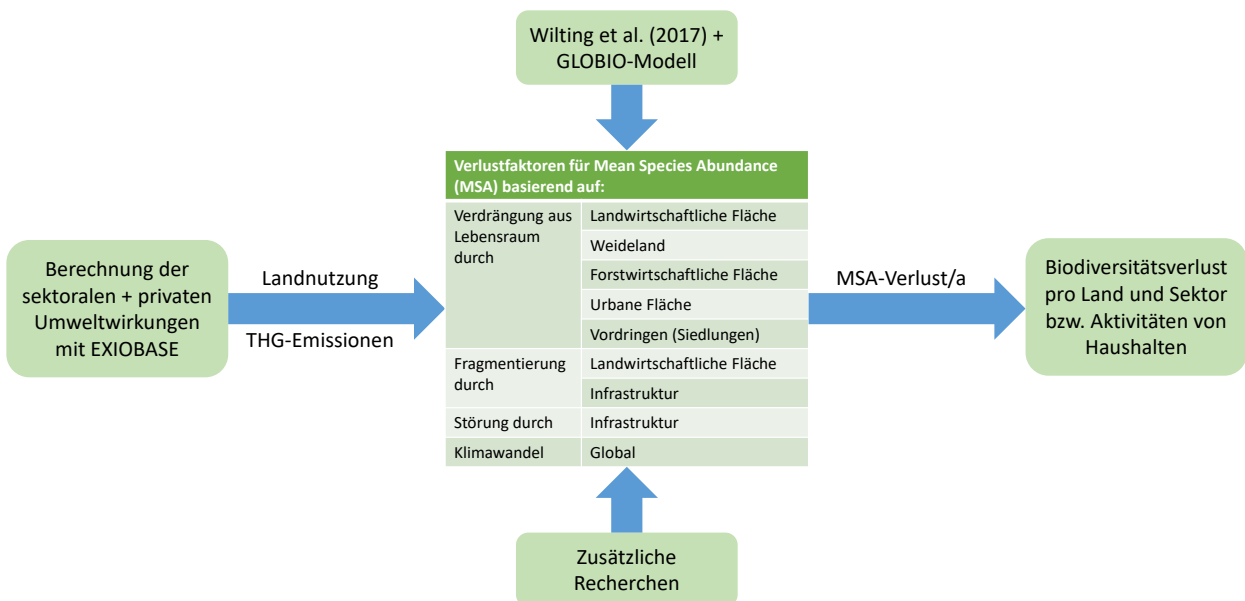 Wilting et al. (2017) +
GLOBIO-Modell
Verlustfaktoren für Mean Species Abundance
(MSA) basierend auf:
Verdrängung aus
Lebensraum
durch
Landwirtschaftliche Fläche
Weideland
Forstwirtschaftliche Fläche
Urbane Fläche
Vordringen (Siedlungen)
Fragmentierung
durch
Landwirtschaftliche Fläche
Infrastruktur
Störung durch
Infrastruktur
Klimawandel
Global
Berechnung der
sektoralen + privaten
Umweltwirkungen
mit EXIOBASE
Landnutzung
THG-Emissionen
MSA-Verlust/a
Biodiversitätsverlust
pro Land und Sektor
bzw. Aktivitäten von
Haushalten
Zusätzliche
Recherchen